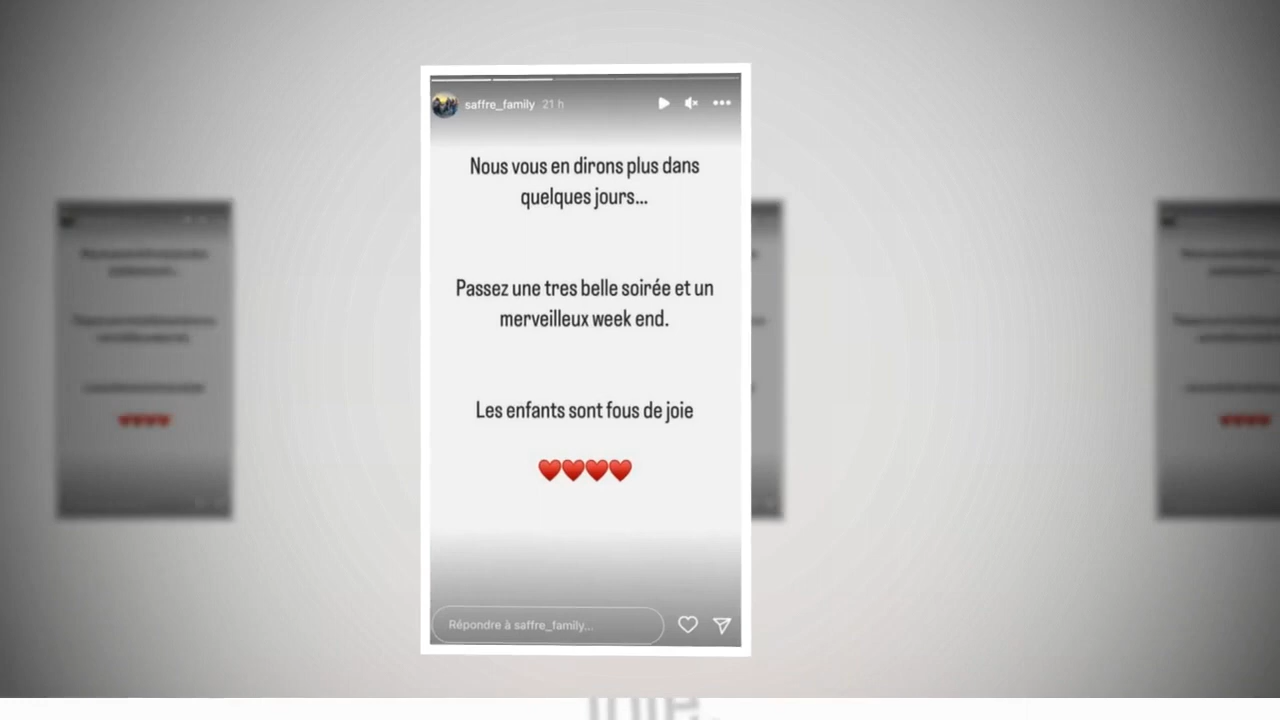 saffre_family 21 h
Nous vous en dirons plus dans
quelques jours...
Passez une tres belle soirée et un
merveilleux week end.
Les enfants sont fous de joie
Répondre à saffre_family...